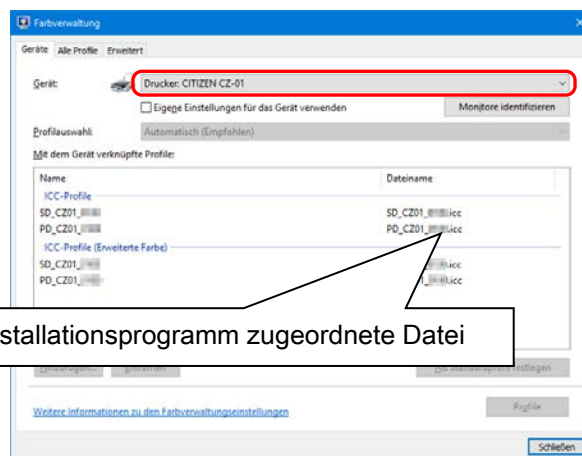 Farbverwaltung
Geräte Alle Profile Erweitert
Gerät: Drucker: CITIZEN CZ-01
Eigene Einstellungen für das Gerät verwenden Monitore identifizieren
Profilauswahl: Automatisch (Empfohlen)
Mit dem Gerät verknüpfte Profile:
Name Dateiname
ICC-Profile
SD_CZ01_ SD_CZ01_ .icc
PD_CZ01_ PD_CZ01_ .icc
ICC-Profile (Erweiterte Farbe)
SD_CZ01_ .icc
PD_CZ01_ .icc
stallationsprogramm zugeordnete Datei
Weitere Informationen zu den Farbverwaltungseinstellungen Profile
Schließen